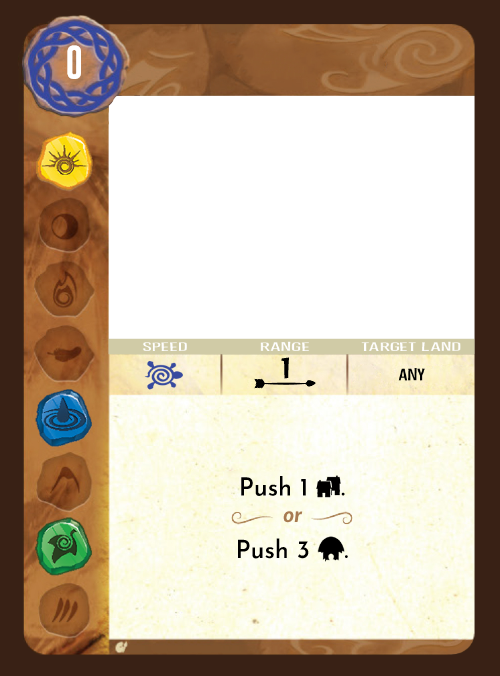 0
SPEED RANGE TARGET LAND
1 ANY
Push 1 .
or
Push 3 .